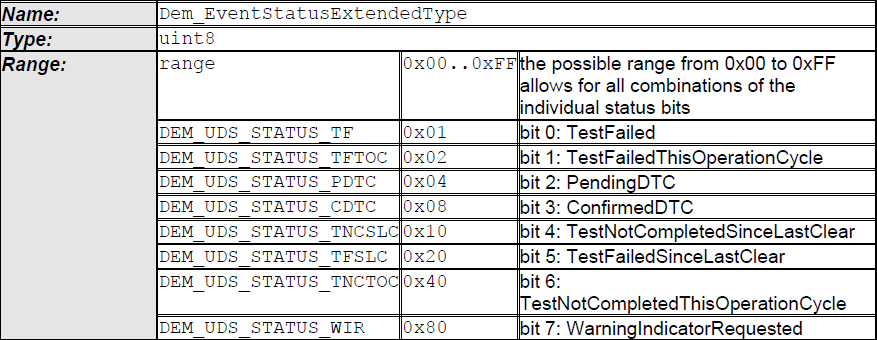 Name: Dem_EventStatusExtendedType
Type: uint8
Range: range 0x00..0xFF the possible range from 0x00 to 0xFF
allows for all combinations of the
individual status bits
DEM_UDS_STATUS_TF 0x01 bit 0: TestFailed
DEM_UDS_STATUS_TFTOC 0x02 bit 1: TestFailedThisOperationCycle
DEM_UDS_STATUS_PDTC 0x04 bit 2: PendingDTC
DEM_UDS_STATUS_CDTC 0x08 bit 3: ConfirmedDTC
DEM_UDS_STATUS_TNCSLC 0x10 bit 4: TestNotCompletedSinceLastClear
DEM_UDS_STATUS_TFSLC 0x20 bit 5: TestFailedSinceLastClear
DEM_UDS_STATUS_TNCTOC 0x40 bit 6:
TestNotCompletedThisOperationCycle
DEM_UDS_STATUS_WIR 0x80 bit 7: WarningIndicatorRequested